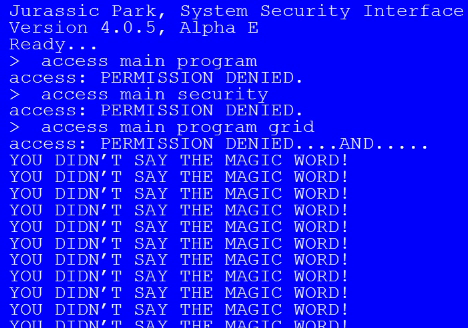 Jurassic Park, System Security Interface
Version 4.0.5, Alpha E
Ready...
>  access main program
access: PERMISSION DENIED.
>  access main security
access: PERMISSION DENIED.
>  access main program grid
access: PERMISSION DENIED....AND.....
YOU DIDN'T SAY THE MAGIC WORD!
YOU DIDN'T SAY THE MAGIC WORD!
YOU DIDN'T SAY THE MAGIC WORD!
YOU DIDN'T SAY THE MAGIC WORD!
YOU DIDN'T SAY THE MAGIC WORD!
YOU DIDN'T SAY THE MAGIC WORD!
YOU DIDN'T SAY THE MAGIC WORD!
YOU DIDN'T SAY THE MAGIC WORD!
YOU DIDN'T SAY THE MAGIC WORD!
YOU DIDN'T SAY THE MAGIC WORD!
YOU DIDN'T SAY THE MAGIC WORD!